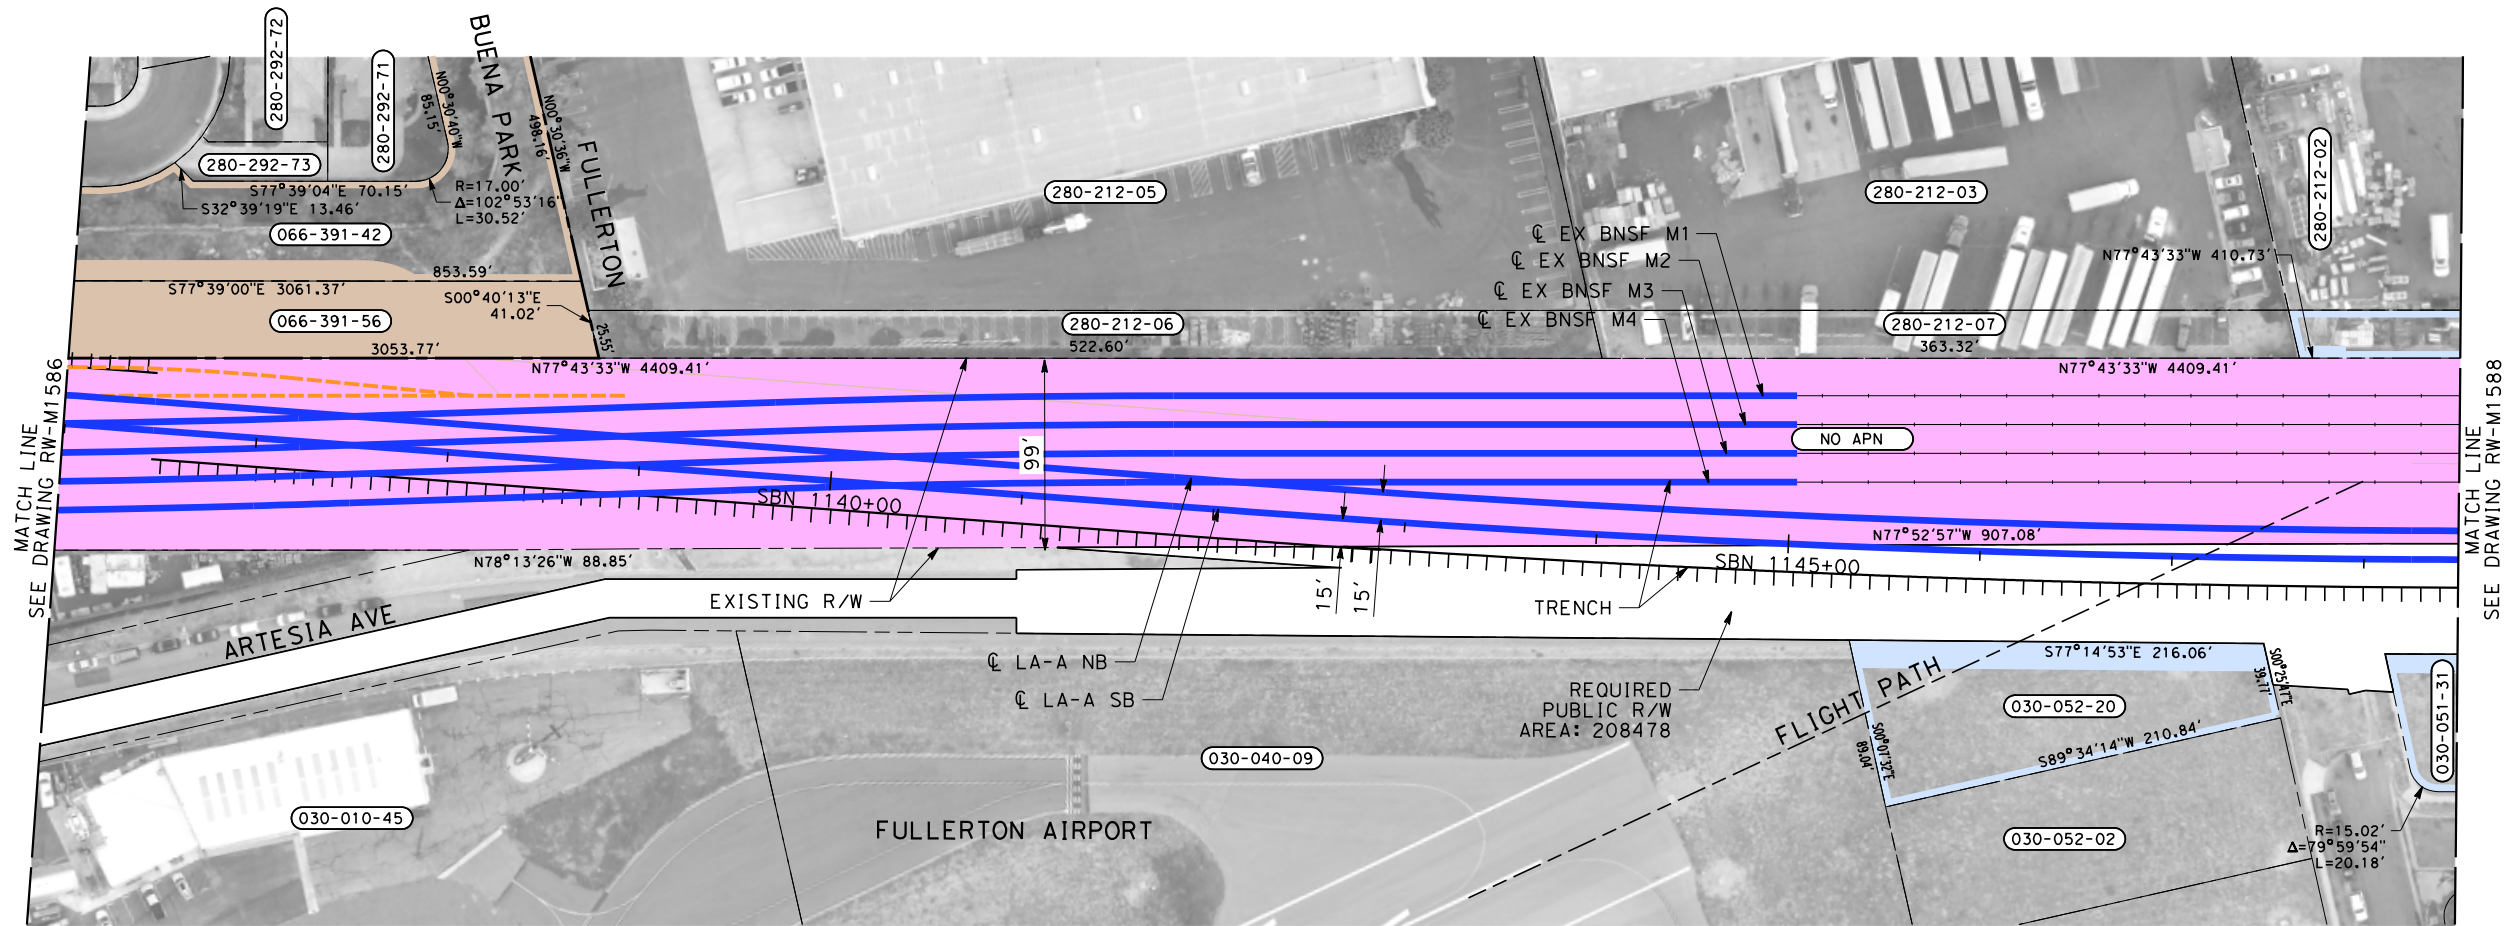 280-292-72
280-292-71
BUENA PARK
FULLERTON
N00°30'40"W
85.15'
N00°30'36"W
498.16'
280-292-73
S77°39'04"E 70.15'
S32°39'19"E 13.46'
R=17.00'
Δ=102°53'16"
L=30.52'
066-391-42
853.59'
S77°39'00"E 3061.37'
S00°40'13"E
41.02'
25.55'
066-391-56
3053.77'
280-212-05
280-212-03
280-212-02
℄ EX BNSF M1
℄ EX BNSF M2
℄ EX BNSF M3
℄ EX BNSF M4
N77°43'33"W 410.73'
280-212-06
522.60'
280-212-07
363.32'
N77°43'33"W 4409.41'
N77°43'33"W 4409.41'
MATCH LINE
SEE DRAWING RW-M1586
MATCH LINE
SEE DRAWING RW-M1588
NO APN
99'
SBN 1140+00
N77°52'57"W 907.08'
SBN 1145+00
N78°13'26"W 88.85'
EXISTING R/W
15'
15'
TRENCH
ARTESIA AVE
℄ LA-A NB
℄ LA-A SB
REQUIRED
PUBLIC R/W
AREA: 208478
FLIGHT PATH
S77°14'53"E 216.06'
S00°25'47"E
39.77'
030-052-20
S00°07'32"E
89.04'
S89°34'14"W 210.84'
030-051-31
030-040-09
030-010-45
FULLERTON AIRPORT
030-052-02
R=15.02'
Δ=79°59'54"
L=20.18'